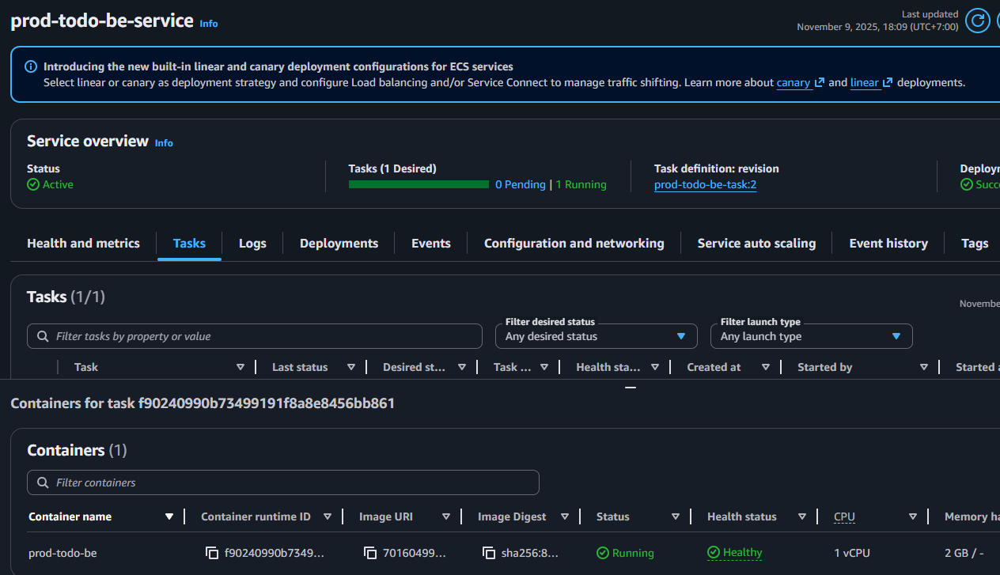 prod-todo-be-service Info
Last updated
November 9, 2025, 18:09 (UTC+7:00)
Introducing the new built-in linear and canary deployment configurations for ECS services
Select linear or canary as deployment strategy and configure Load balancing and/or Service Connect to manage traffic shifting. Learn more about canary and linear deployments.
Service overview Info
Status
Active
Tasks (1 Desired)
0 Pending | 1 Running
Task definition: revision
prod-todo-be-task:2
Deployr
Succe
Health and metrics Tasks Logs Deployments Events Configuration and networking Service auto scaling Event history Tags
Tasks (1/1)
Novembe
Filter tasks by property or value
Filter desired status
Any desired status
Filter launch type
Any launch type
Task Last status Desired st... Task ... Health sta... Created at Started by Started a
Containers for task f90240990b73499191f8a8e8456bb861
Containers (1)
Filter containers
Container name Container runtime ID Image URI Image Digest Status Health status CPU Memory ha
prod-todo-be f90240990b7349... 70160499... sha256:8... Running Healthy 1 vCPU 2 GB / -